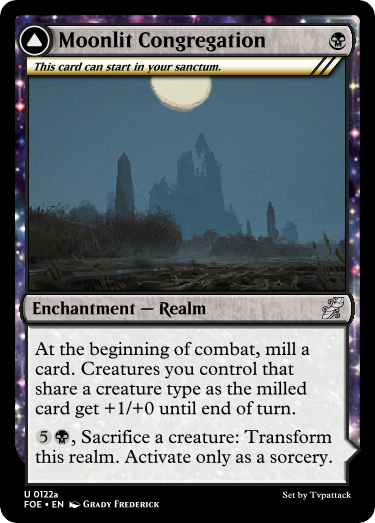 Moonlit Congregation
This card can start in your sanctum.
Enchantment — Realm
At the beginning of combat, mill a
card. Creatures you control that
share a creature type as the milled
card get +1/+0 until end of turn.
5, Sacrifice a creature: Transform
this realm. Activate only as a sorcery.
U 0122a
FOE • EN Grady Frederick
Set by Tvpattack